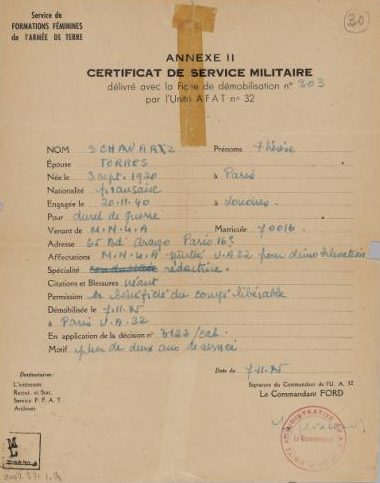 Service de
FORMATIONS FÉMININES
de l'ARMÉE DE TERRE
30
ANNEXE II
CERTIFICAT DE SERVICE MILITAIRE
délivré avec la fiche de démobilisation n° 303
par l'Unité A.F.A.T n° 32
NOM SCHWARTZ Prénoms Thérèse
Épouse TORRES
Née le 3 sept. 1920 à Paris
Nationalité française
Engagée le 20.11.40 à Londres
Pour durée de guerre
Venant de M.N.G.A Matricule 70016
Adresse 65 Bd Arago Paris
Affectations M.N.G.A U.A 32 pour démobilisation
Spécialité rédactrice.
Citations et Blessures néant
Permission a bénéficié du congé libérable
Démobilisée le 7.11.45
à Paris U.A. 32
En application de la décision n° 3122/cab.
Motif plus de deux ans de service
Destinataires :
L'intéressée
Recrut. et Stat.
Service P.F.A.T.
Archives
Date du 7.11.45
Signature du Commandant de l'U. A. 32
Le Commandant FORD
Le Commandant